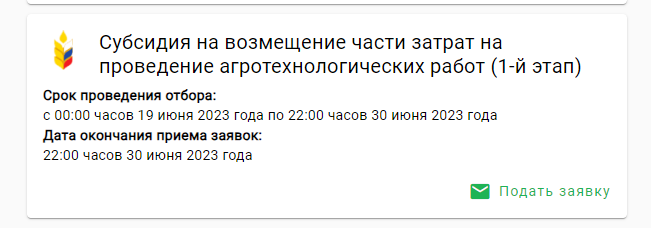 Субсидия на возмещение части затрат на
проведение агротехнологических работ (1-й этап)
Срок проведения отбора:
с 00:00 часов 19 июня 2023 года по 22:00 часов 30 июня 2023 года
Дата окончания приема заявок:
22:00 часов 30 июня 2023 года
Подать заявку